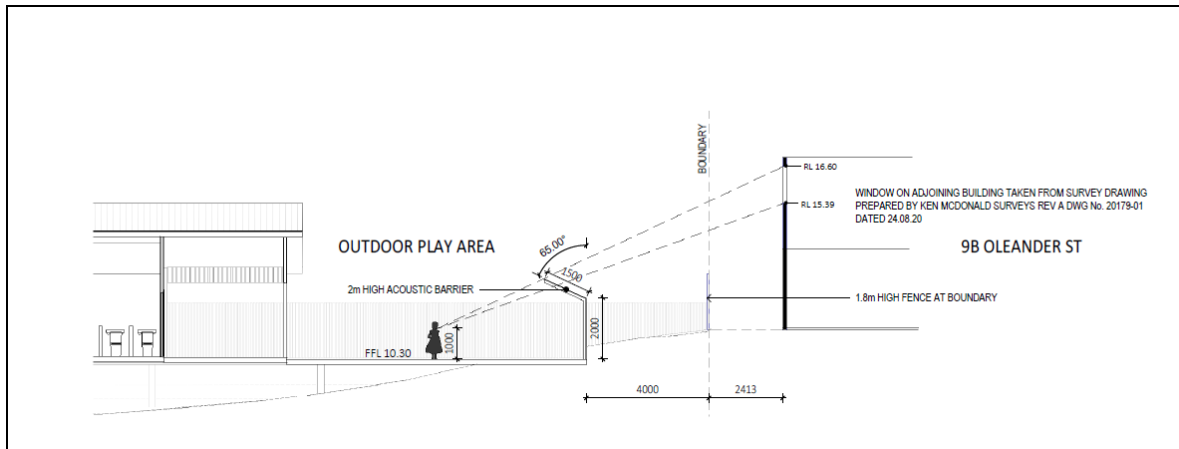 BOUNDARY
RL 16.60
WINDOW ON ADJOINING BUILDING TAKEN FROM SURVEY DRAWING
PREPARED BY KEN MCDONALD SURVEYS REV A DWG No. 20179-01
DATED 24.08.20
RL 15.39
OUTDOOR PLAY AREA
65.00°
9B OLEANDER ST
1500
2m HIGH ACOUSTIC BARRIER
1.8m HIGH FENCE AT BOUNDARY
2000
1000
FFL 10.30
4000
2413